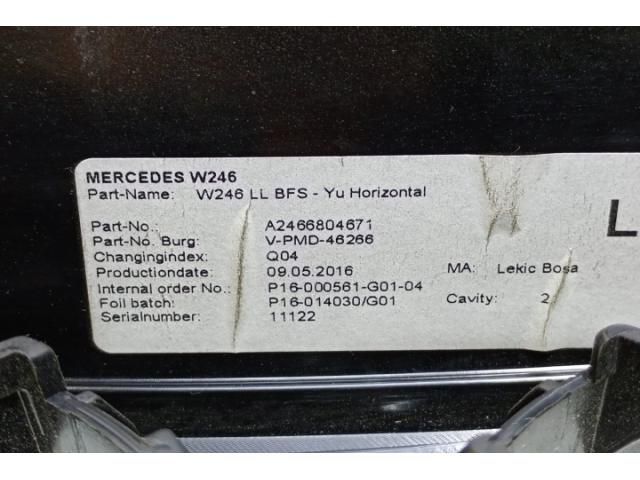 MERCEDES W246
Part-Name: W246 LL BFS - Yu Horizontal
L
Part-No.: A2466804671
Part-No. Burg: V-PMD-46266
Changingindex: Q04
Productiondate: 09.05.2016 MA: Lekic Bosa
Internal order No.: P16-000561-G01-04
Foil batch: P16-014030/G01 Cavity: 2
Serialnumber: 11122